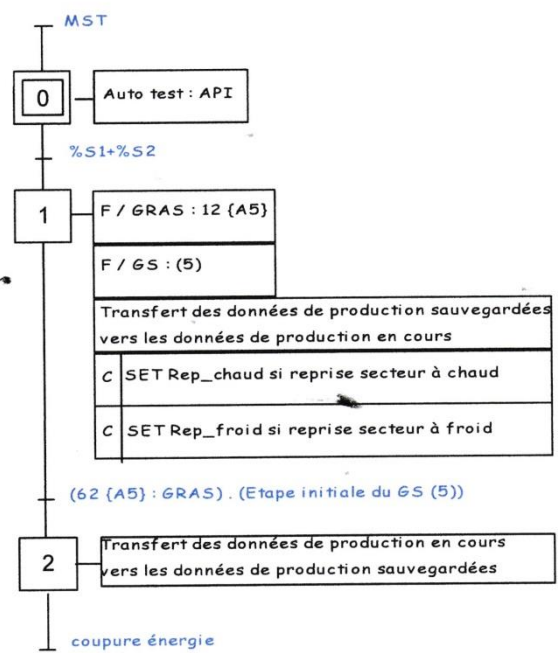 MST
0
Auto test : API
%S1+%S2
1
F / GRAS : 12 {A5}
F / GS : (5)
Transfert des données de production sauvegardées
vers les données de production en cours
C SET Rep_chaud si reprise secteur à chaud
C SET Rep_froid si reprise secteur à froid
(62 {A5} : GRAS) . (Etape initiale du GS (5))
2
Transfert des données de production en cours
vers les données de production sauvegardées
coupure énergie